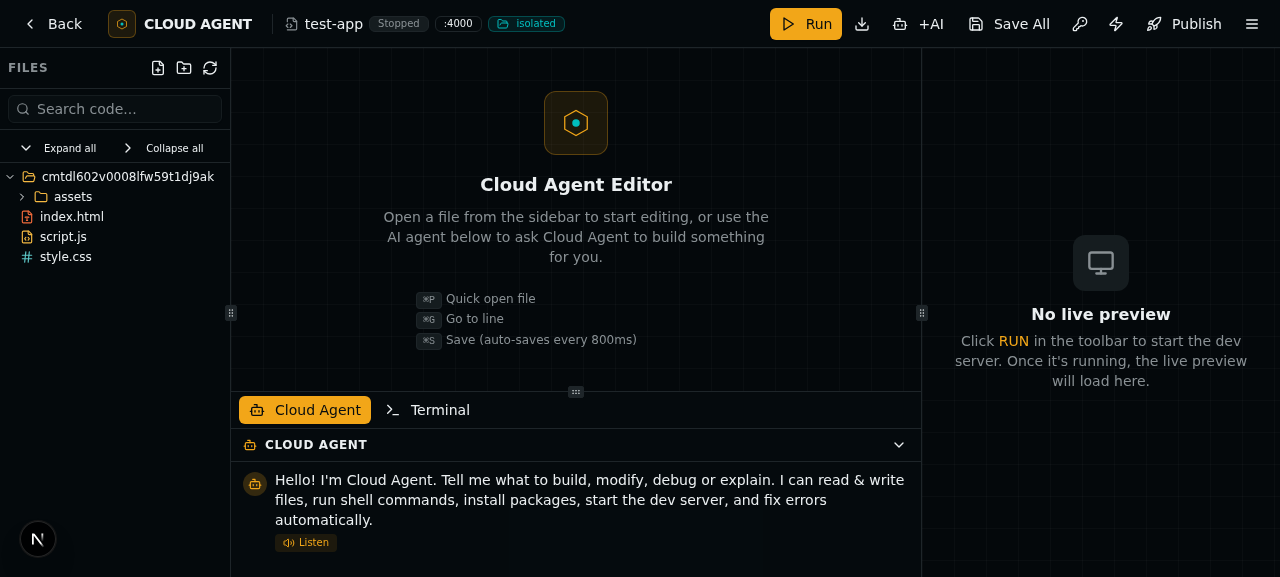 Back
CLOUD AGENT
test-app
Stopped
:4000
isolated
Run
+AI
Save All
Publish
FILES
Search code...
Expand all
Collapse all
cmtdl602v0008lfw59t1dj9ak
assets
index.html
script.js
style.css
Cloud Agent Editor
Open a file from the sidebar to start editing, or use the
AI agent below to ask Cloud Agent to build something
for you.
⌘P Quick open file
⌘G Go to line
⌘S Save (auto-saves every 800ms)
No live preview
Click RUN in the toolbar to start the dev
server. Once it's running, the live preview
will load here.
Cloud Agent
Terminal
CLOUD AGENT
Hello! I'm Cloud Agent. Tell me what to build, modify, debug or explain. I can read & write
files, run shell commands, install packages, start the dev server, and fix errors
automatically.
Listen
N